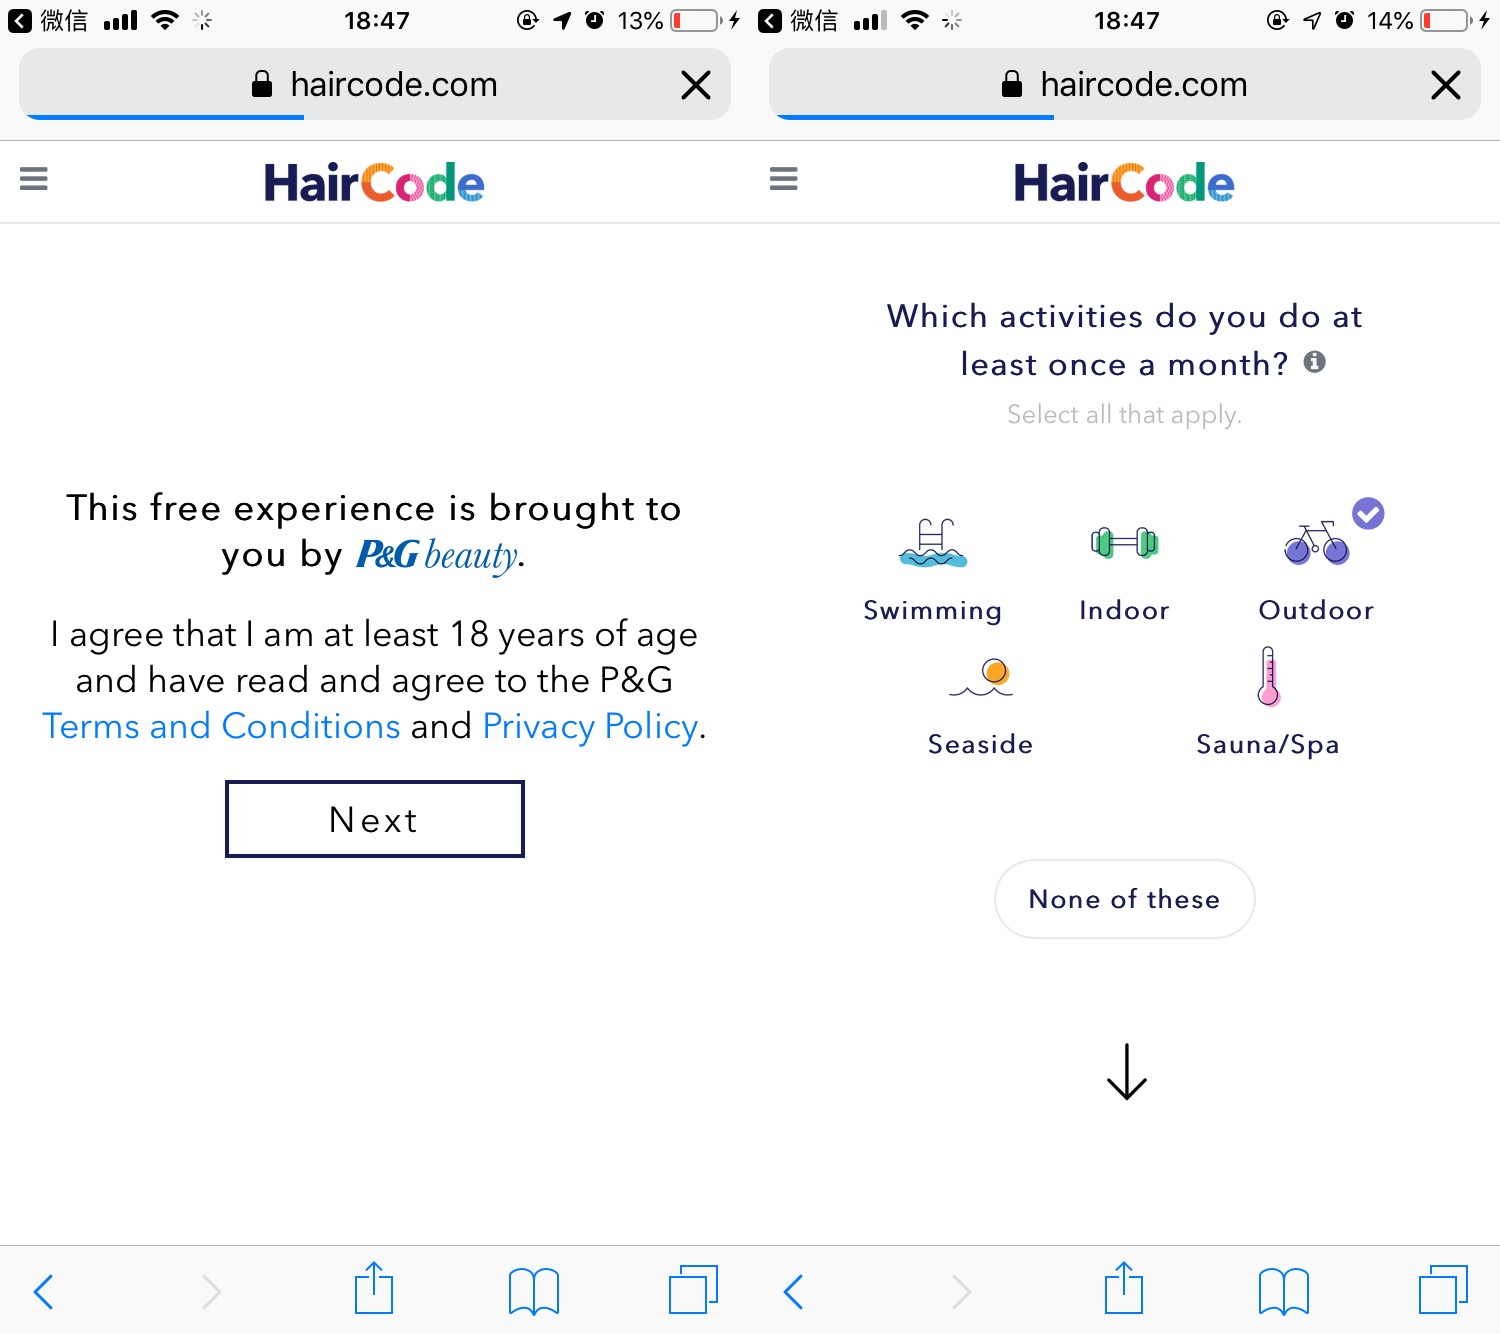 微信
18:47
13%
haircode.com
HairCode
This free experience is brought to
you by P&G beauty.
I agree that I am at least 18 years of age
and have read and agree to the P&G
Terms and Conditions and Privacy Policy.
Next
微信
18:47
14%
haircode.com
HairCode
Which activities do you do at
least once a month?
Select all that apply.
Swimming
Indoor
Outdoor
Seaside
Sauna/Spa
None of these